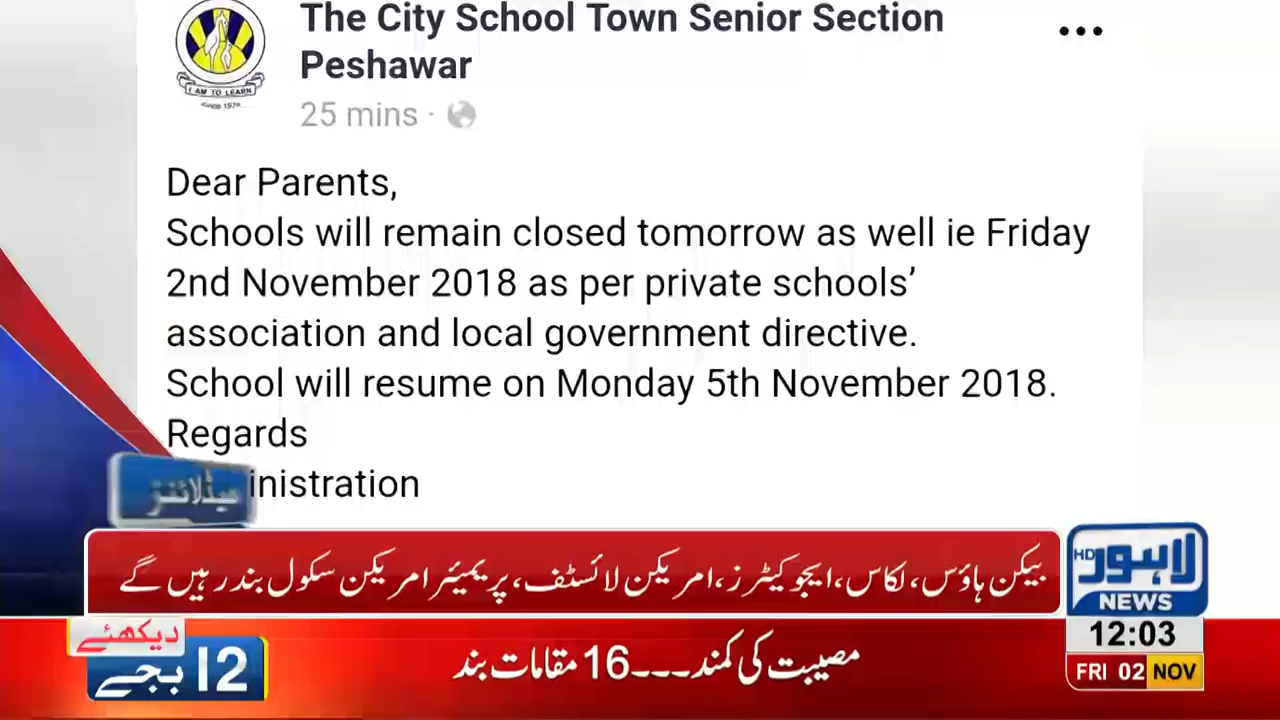 The City School Town Senior Section
Peshawar
I AM TO LEARN
25 mins ·
Dear Parents,
Schools will remain closed tomorrow as well ie Friday
2nd November 2018 as per private schools’
association and local government directive.
School will resume on Monday 5th November 2018.
Regards
inistration
ہیڈلائنز
بیکن ہاؤس، لکاس، ایجوکیٹرز، امریکن لائسٹف، پریمیئر امریکن سکول بند رہیں گے
HD لاہور
NEWS
دیکھئے
12 بجے
مصیبت کی کمند۔۔۔16 مقامات بند
12:03
FRI 02 NOV